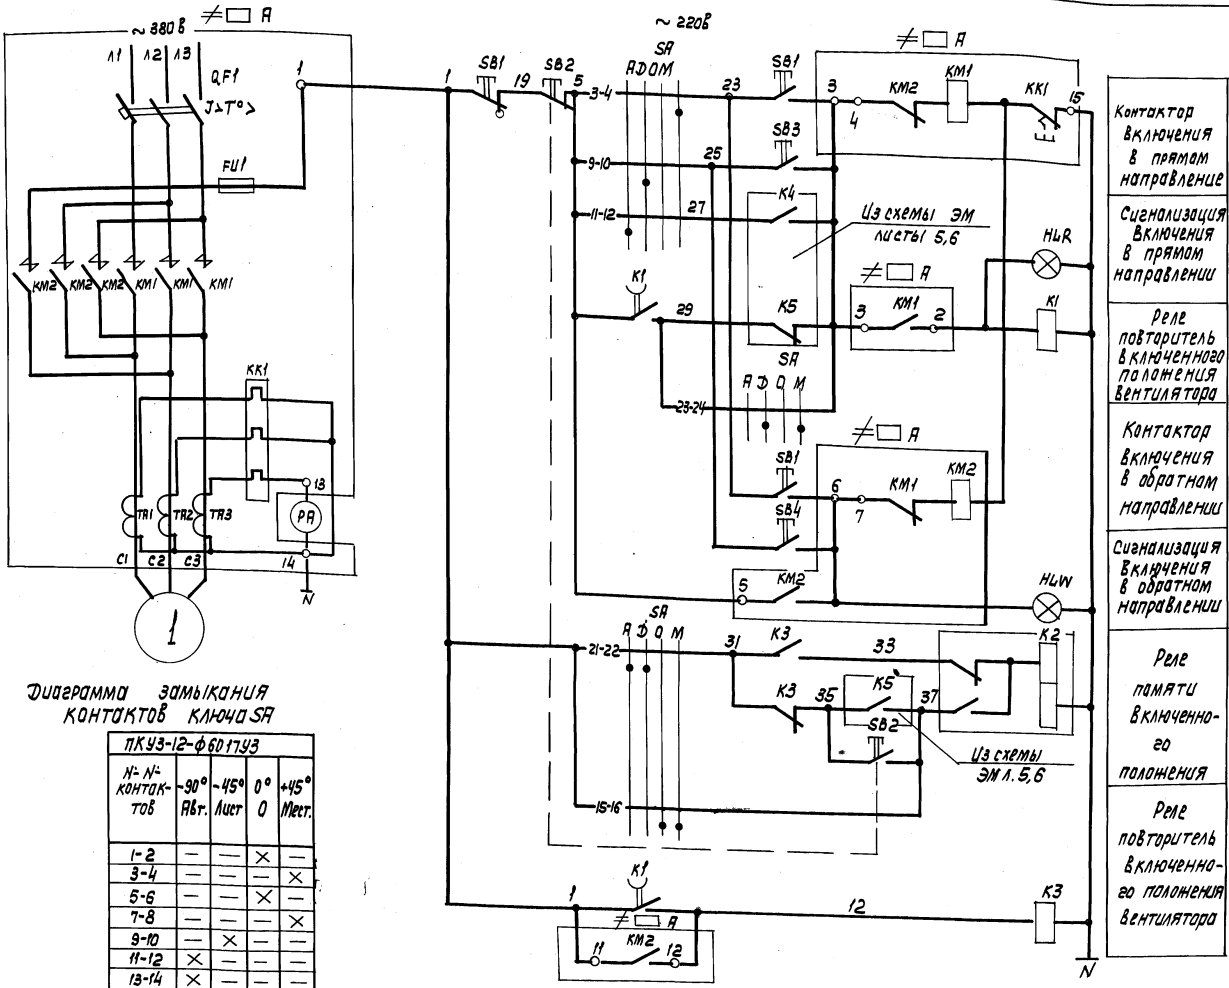 ≠ □ А
~ 380 В
Л1 Л2 Л3
QF1
J> T°>
1
FU1
КМ2 КМ2 КМ2 КМ1 КМ1 КМ1
КК1
13
ТА1 ТА2 ТА3
РА
С1 С2 С3
14
N
1
Диаграмма замыкания
контактов ключа SA
ПКУЗ-12-Ф6017У3
№ №
контак-
тов
-90°
Авт.
-45°
Дист
0°
О
+45°
Мест.
1-2 — — × —
3-4 — — — ×
5-6 — — × —
7-8 — — — ×
9-10 — × — —
11-12 × — — —
13-14 × — — —
~ 220В
SA
А Д О М
≠ □ А
1 SB1 19 SB2 5 3-4 23 SB1 3 4 КМ2 КМ1 КК1 15
9-10 25 SB3
11-12 27 К4
Из схемы ЭМ
листы 5,6
HLR
≠ □ А
К1 29 К5 3 КМ1 2 К1
SA
А Д О М
23-24
≠ □ А
SB1 6 7 КМ1 КМ2
SB4
5 КМ2 HLW
SA
А Д О М
21-22 31 К3 33 К2
К3 35 К5 37
SB2
Из схемы
ЭМ л. 5,6
15-16
К1
1 12 К3
≠ □ А
11 КМ2 12
N
Контактор
включения
в прямом
направление
Сигнализация
включения
в прямом
направлении
Реле
повторитель
включенного
положения
вентилятора
Контактор
включения
в обратном
направлении
Сигнализация
включения
в обратном
направлении
Реле
памяти
включенно-
го
положения
Реле
повторитель
включенно-
го положения
вентилятора